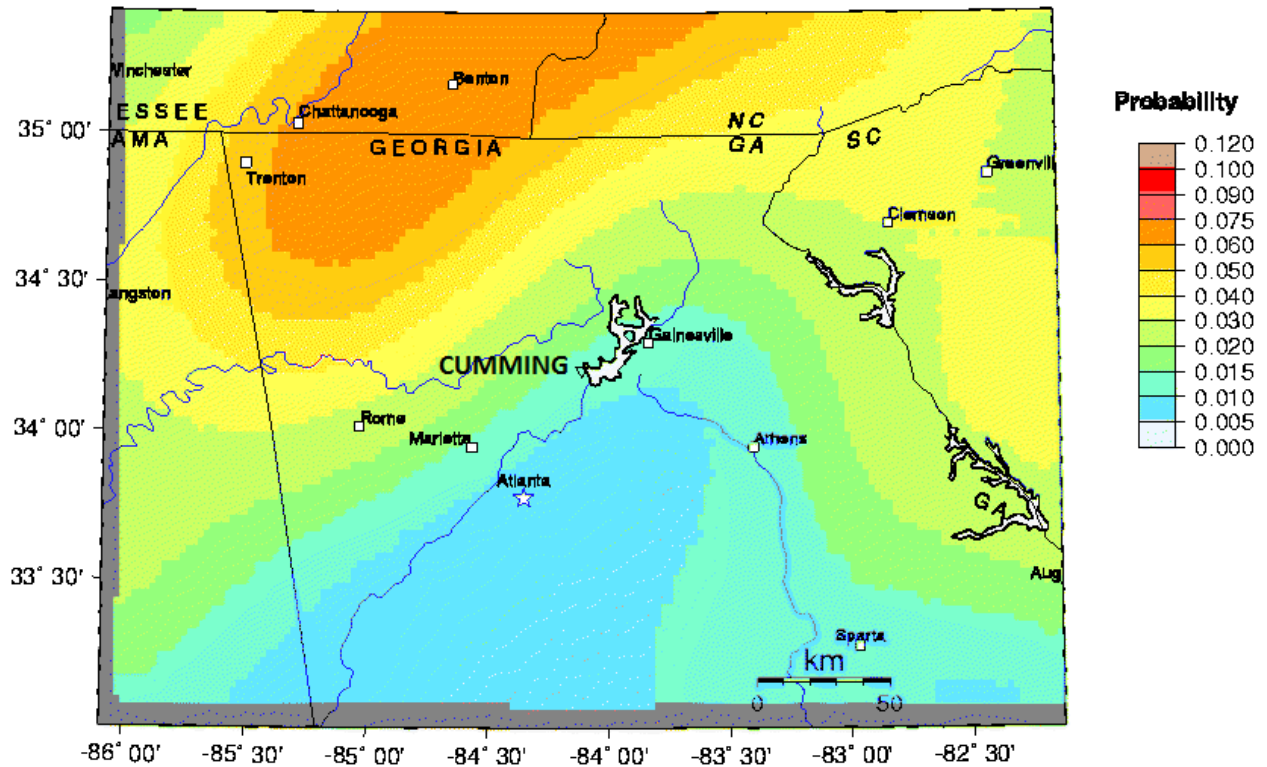 Winchester
Benton
ESSEE
Chattanooga
35° 00'
AMA
GEORGIA
NC
GA
SC
Trenton
Greenvill
Clemson
34° 30'
angston
Gainesville
CUMMING
34° 00'
Rome
Marietta
Athens
Atlanta
GA
33° 30'
Aug
Sparta
km
0 50
-86° 00' -85° 30' -85° 00' -84° 30' -84° 00' -83° 30' -83° 00' -82° 30'
Probability
0.120
0.100
0.090
0.075
0.060
0.050
0.040
0.030
0.020
0.015
0.010
0.005
0.000